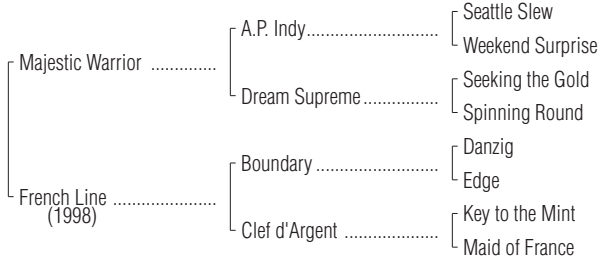 Seattle Slew
A.P. Indy..............................
Weekend Surprise
Majestic Warrior ...............
Seeking the Gold
Dream Supreme.................
Spinning Round
Danzig
Boundary ............................
Edge
French Line .......................
(1998)
Key to the Mint
Clef d'Argent .....................
Maid of France